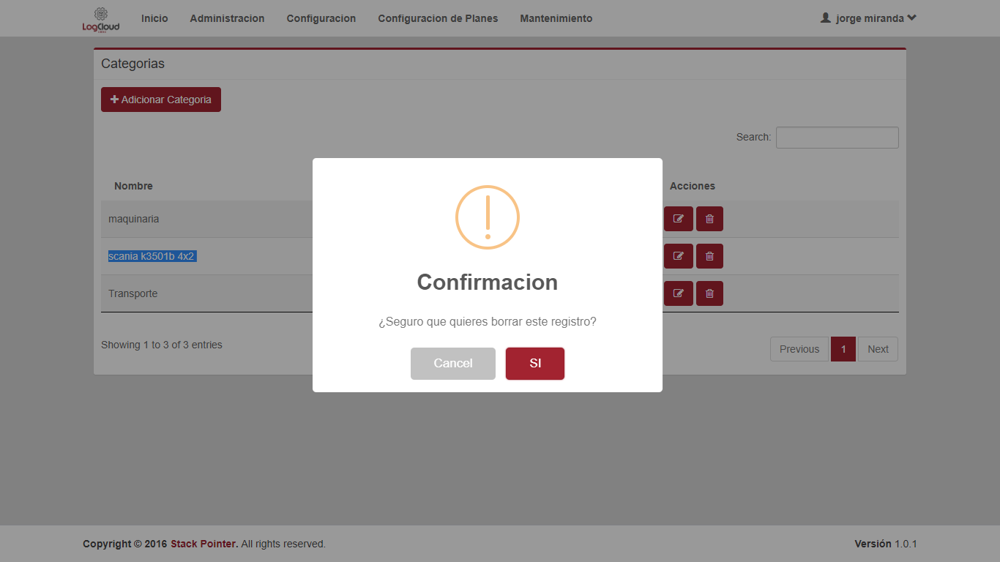 LogCloud
Inicio Administracion Configuracion Configuracion de Planes Mantenimiento jorge miranda
Categorias
Adicionar Categoria
Search:
Nombre Acciones
maquinaria
scania k3501b 4x2
Transporte
Confirmacion
¿Seguro que quieres borrar este registro?
Cancel SI
Showing 1 to 3 of 3 entries
Previous 1 Next
Copyright © 2016 Stack Pointer. All rights reserved.
Versión 1.0.1